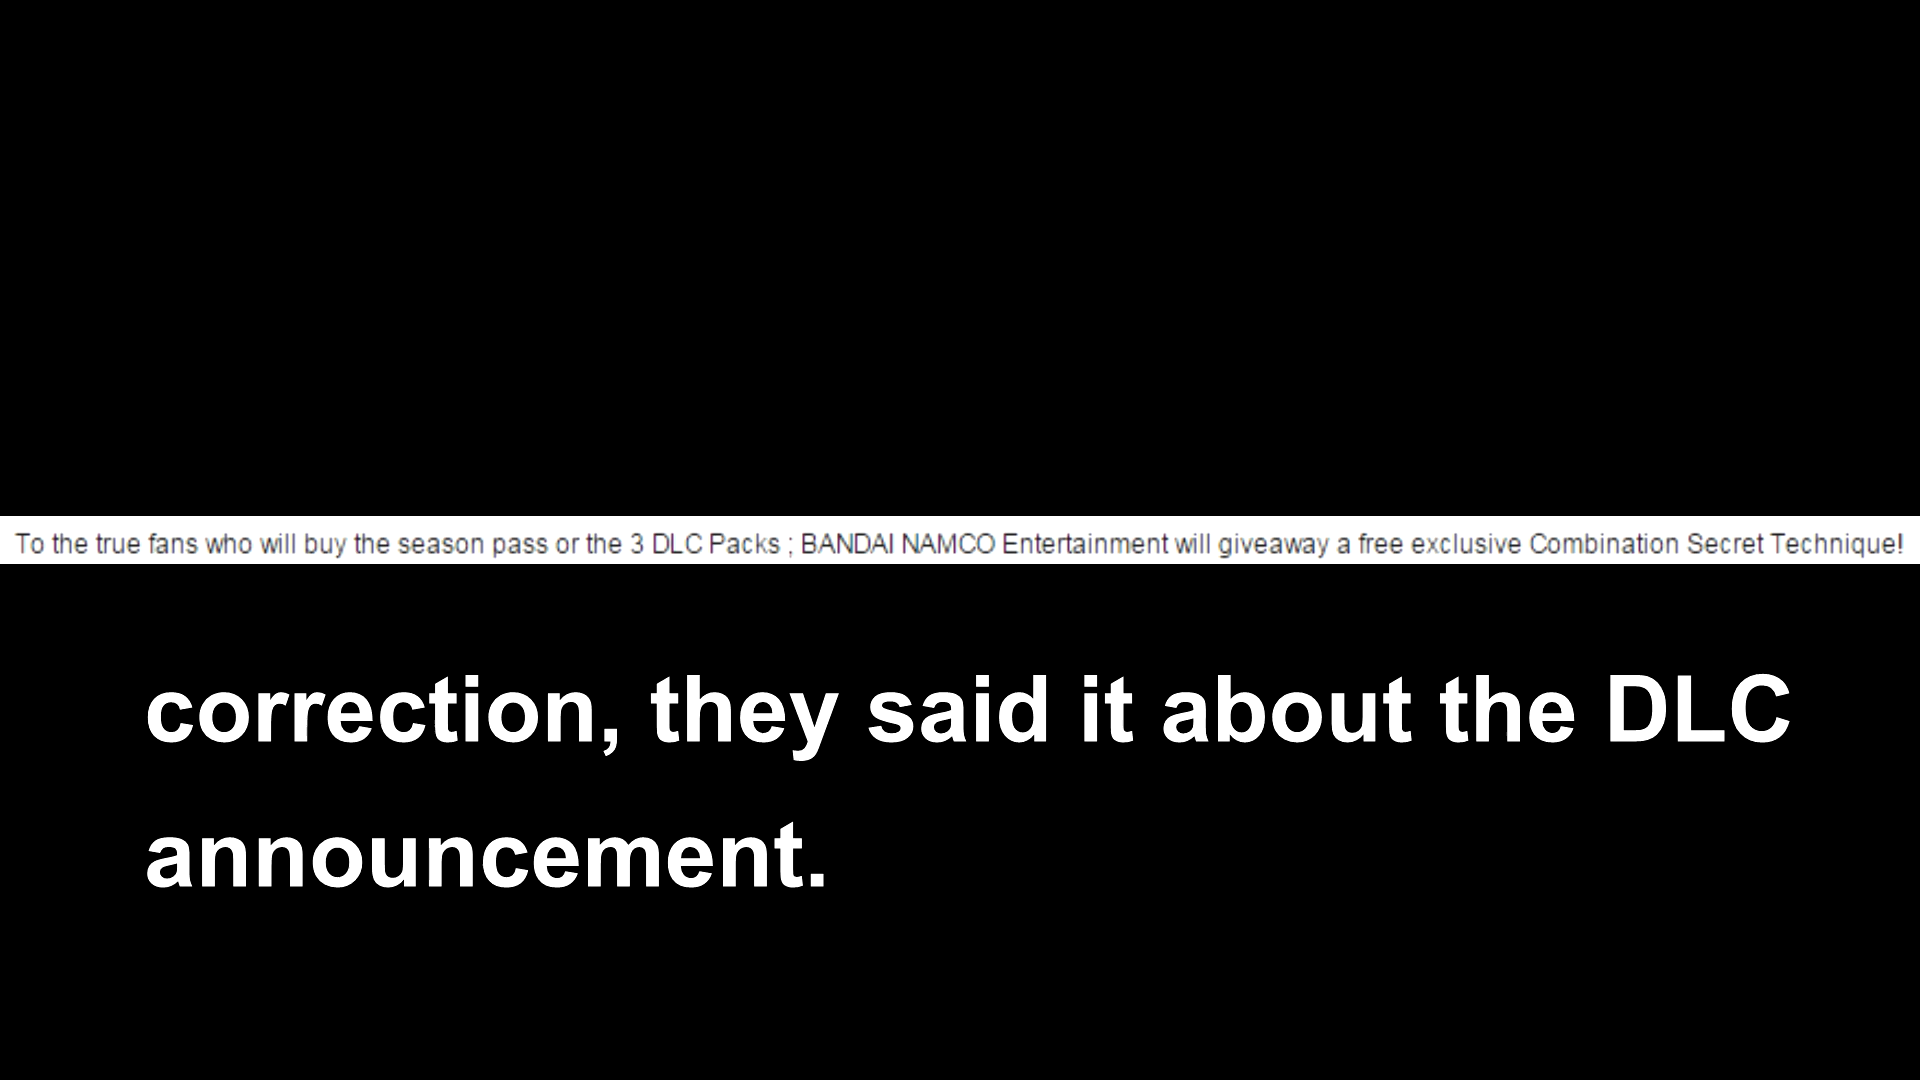 To the true fans who will buy the season pass or the 3 DLC Packs ; BANDAI NAMCO Entertainment will giveaway a free exclusive Combination Secret Technique!
correction, they said it about the DLC
announcement.